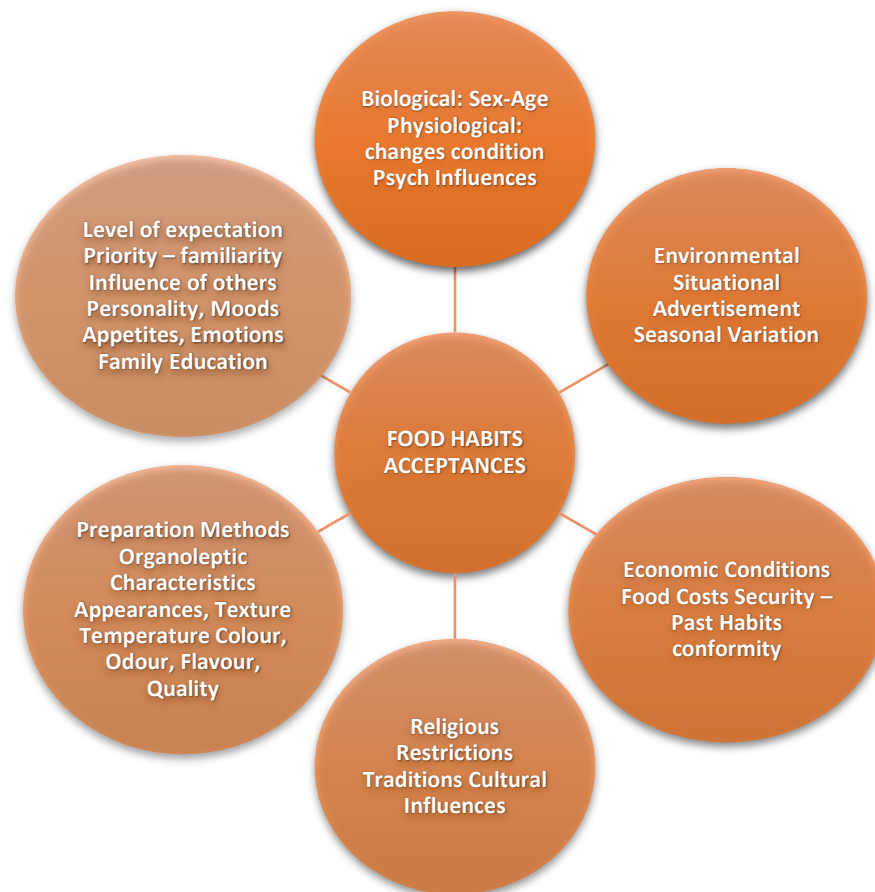 Biological: Sex-Age
Physiological:
changes condition
Psych Influences
Environmental
Situational
Advertisement
Seasonal Variation
Economic Conditions
Food Costs Security –
Past Habits
conformity
Religious
Restrictions
Traditions Cultural
Influences
Preparation Methods
Organoleptic
Characteristics
Appearances, Texture
Temperature Colour,
Odour, Flavour,
Quality
Level of expectation
Priority – familiarity
Influence of others
Personality, Moods
Appetites, Emotions
Family Education
FOOD HABITS
ACCEPTANCES